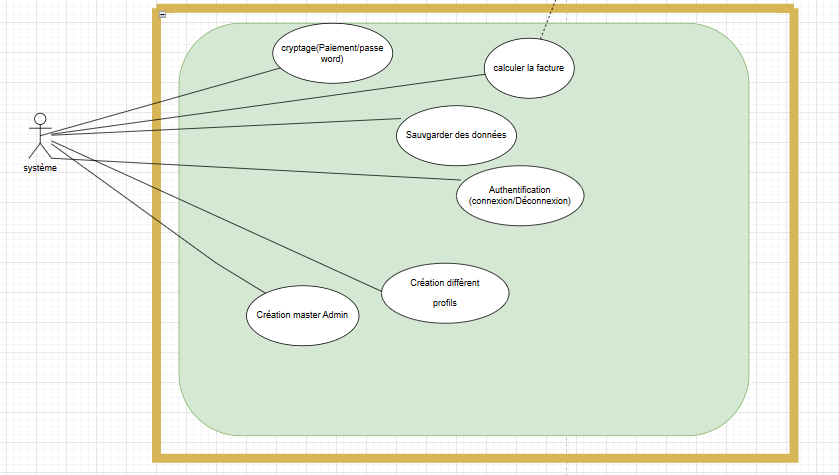 cryptage(Paiement/passe
word)
calculer la facture
Sauvgarder des données
système
Authentification
(connexion/Déconnexion)
Création diffèrent
profils
Création master Admin